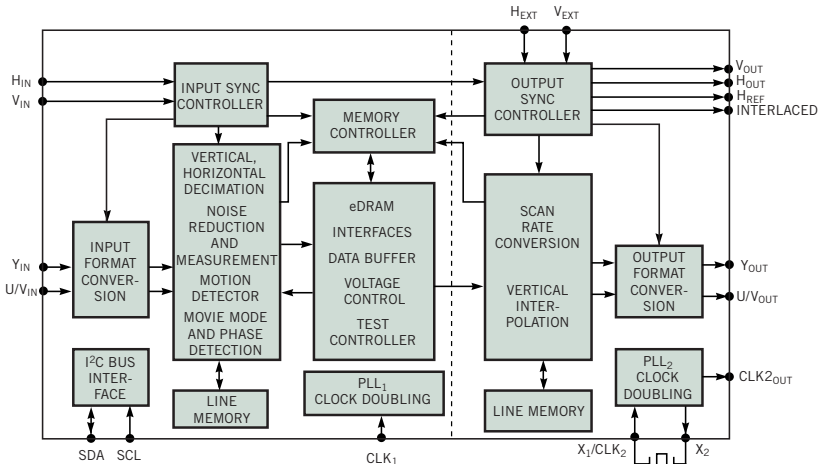 H_EXT V_EXT
H_IN
V_IN
INPUT SYNC
CONTROLLER
MEMORY
CONTROLLER
OUTPUT
SYNC
CONTROLLER
V_OUT
H_OUT
H_REF
INTERLACED
VERTICAL,
HORIZONTAL
DECIMATION
NOISE
REDUCTION
AND
MEASUREMENT
MOTION
DETECTOR
MOVIE MODE
AND PHASE
DETECTION
eDRAM
INTERFACES
DATA BUFFER
VOLTAGE
CONTROL
TEST
CONTROLLER
SCAN
RATE
CONVERSION
VERTICAL
INTER-
POLATION
Y_IN
U/V_IN
INPUT
FORMAT
CONVER-
SION
OUTPUT
FORMAT
CONVER-
SION
Y_OUT
U/V_OUT
I²C BUS
INTER-
FACE
LINE
MEMORY
PLL₁
CLOCK DOUBLING
LINE MEMORY
PLL₂
CLOCK
DOUBLING
CLK2_OUT
SDA SCL
CLK₁
X₁/CLK₂
X₂